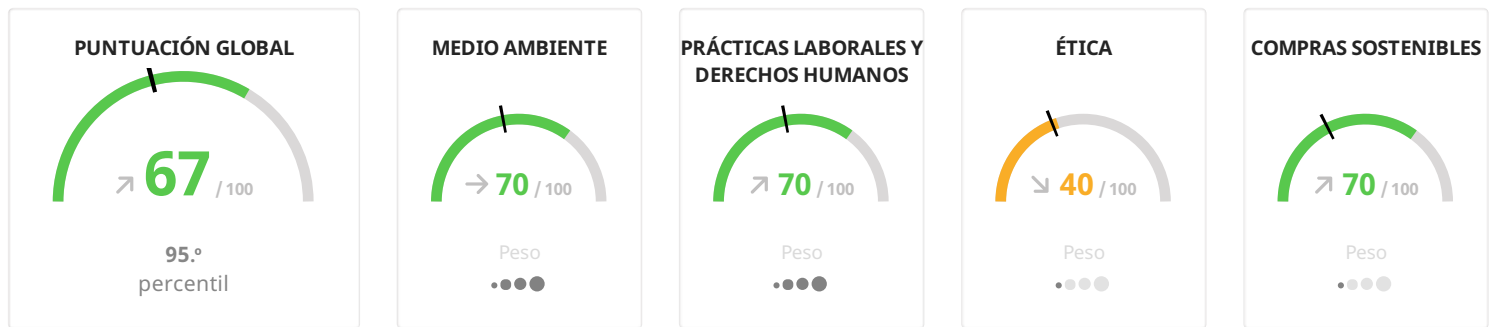 PUNTUACIÓN GLOBAL
67 / 100
95.º
percentil
MEDIO AMBIENTE
70 / 100
Peso
PRÁCTICAS LABORALES Y
DERECHOS HUMANOS
70 / 100
Peso
ÉTICA
40 / 100
Peso
COMPRAS SOSTENIBLES
70 / 100
Peso